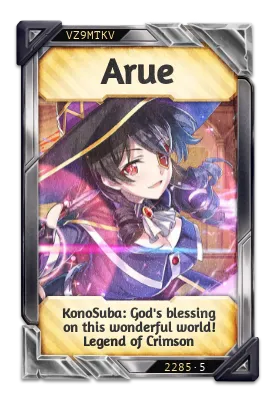 VZ9MTKV
Arue
KonoSuba: God's blessing
on this wonderful world!
Legend of Crimson
2285·5